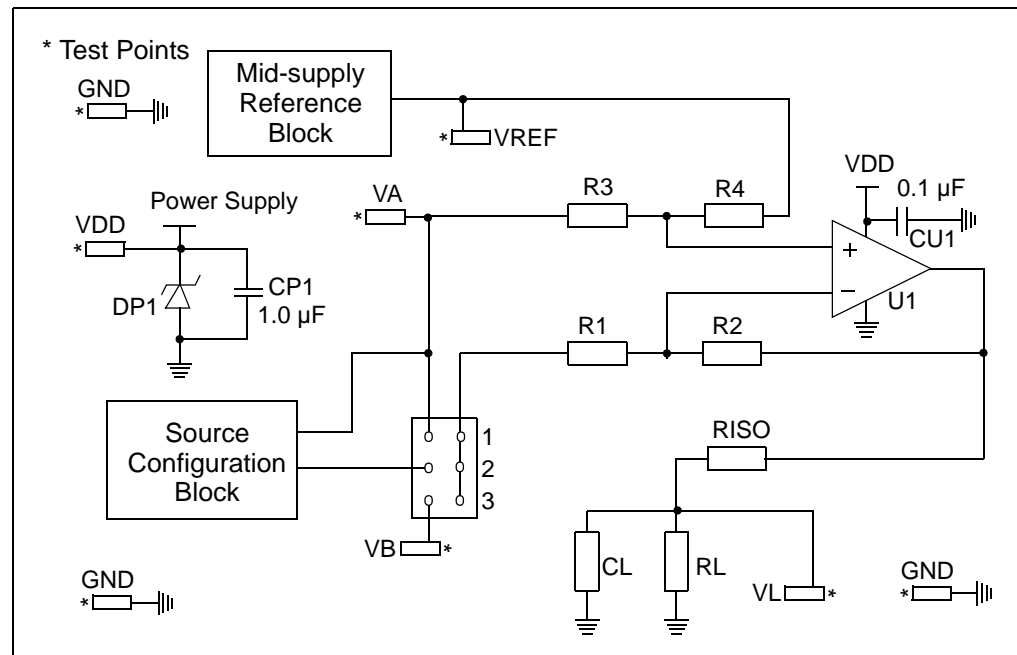 * Test Points
GND
*
Mid-supply
Reference
Block
* VREF
Power Supply
VDD
*
DP1
CP1
1.0 µF
VA
*
R3
R4
VDD
0.1 µF
CU1
+
−
U1
R1
R2
Source
Configuration
Block
1
2
3
VB *
RISO
CL
RL
VL *
GND
*
GND
*